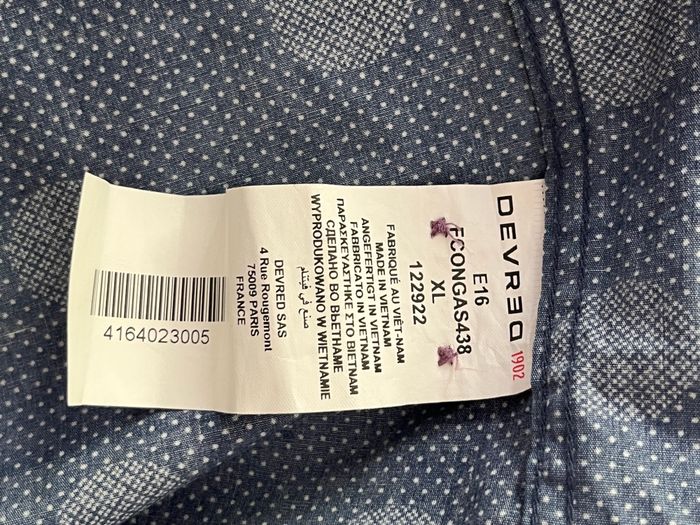 DEVRED
1902
E16
FCONGAS438
XL
122922
FABRIQUÉ AU VIÊT-NAM
MADE IN VIETNAM
ANGEFERTIGT IN VIETNAM
FABBRICATO IN VIETNAM
ΠΑΡΑΣΚΕΥΑΣΤΗΚΕ ΣΤΟ ΒΙΕΤΝΑΜ
СДЕЛАНО ВО ВЬЕТНАМЕ
WYPRODUKOWANO W WIETNAMIE
صنع في فيتنام
DEVRED SAS
4 Rue Rougemont
75009 PARIS
FRANCE
4164023005